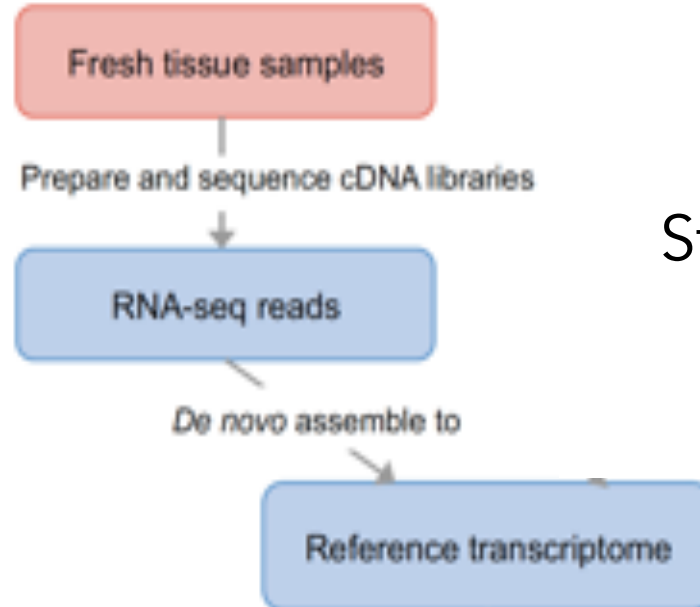 Fresh tissue samples
Prepare and sequence cDNA libraries
RNA-seq reads
De novo assemble to
Reference transcriptome